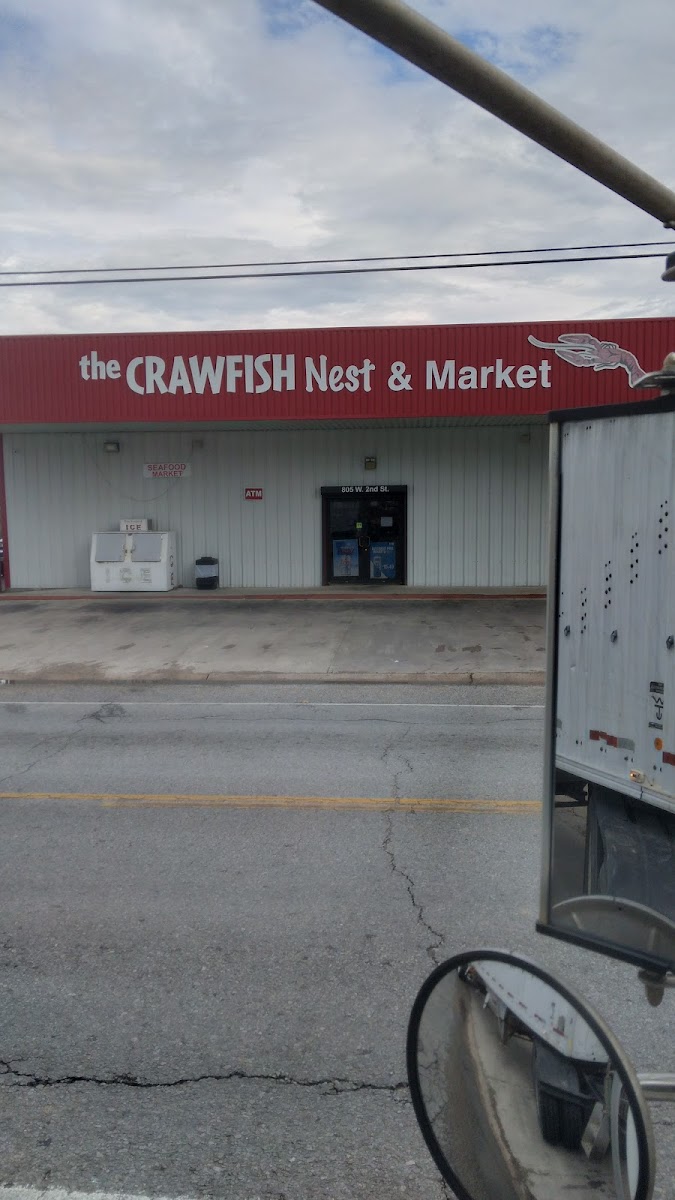 the CRAWFISH Nest & Market
SEAFOOD
MARKET
ATM
805 W. 2nd St.
ICE